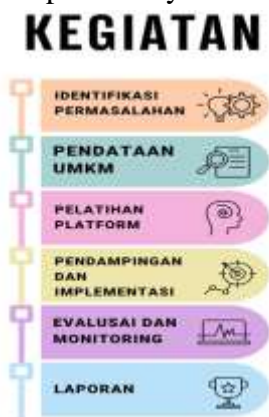 KEGIATAN
IDENTIFIKASI
PERMASALAHAN
PENDATAAN
UMKM
PELATIHAN
PLATFORM
PENDAMPINGAN
DAN
IMPLEMENTASI
EVALUSAI DAN
MONITORING
LAPORAN